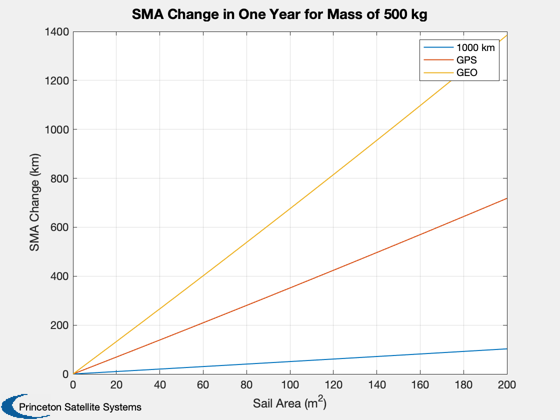 SMA Change in One Year for Mass of 500 kg
1400
1200
1000
800
600
400
200
0
SMA Change (km)
1000 km
GPS
GEO
0 20 40 60 80 100 120 140 160 180 200
Sail Area (m²)
Princeton Satellite Systems